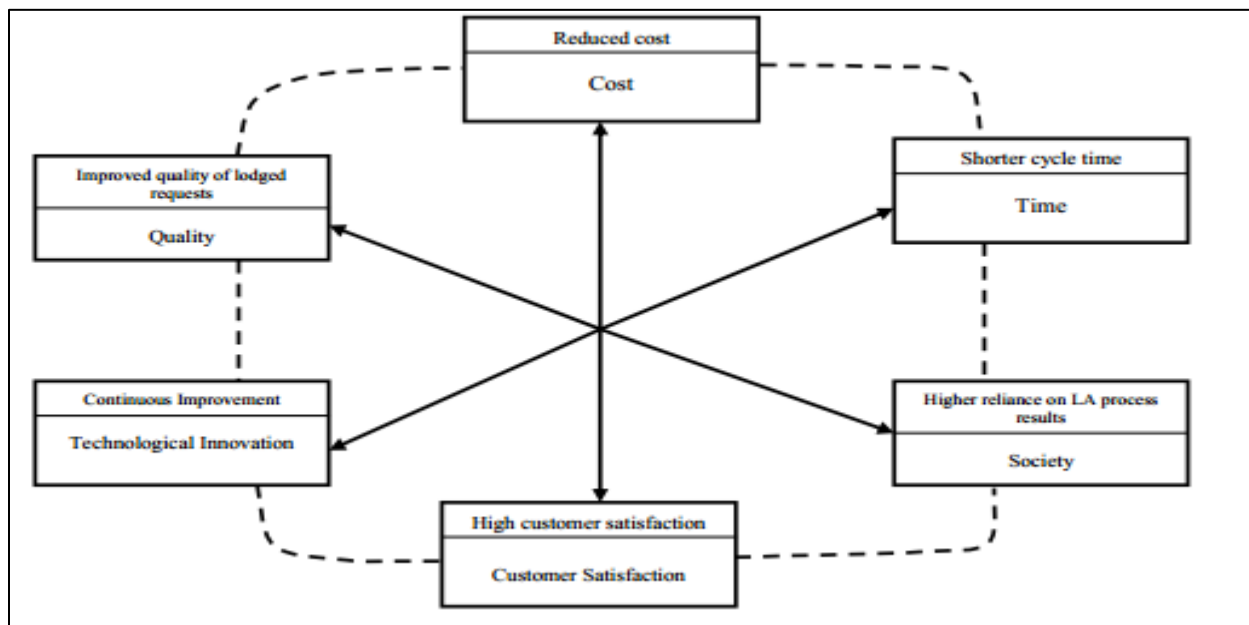 Reduced cost
Cost
Improved quality of lodged
requests
Quality
Shorter cycle time
Time
Continuous Improvement
Technological Innovation
Higher reliance on LA process
results
Society
High customer satisfaction
Customer Satisfaction